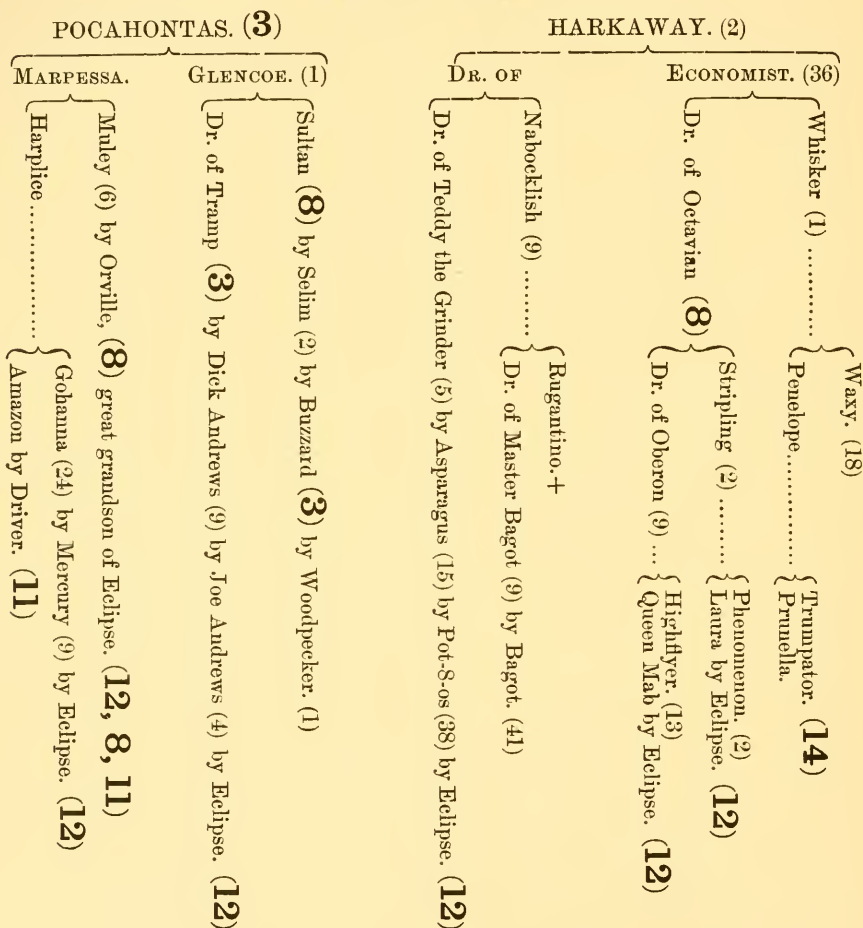 POCAHONTAS. (3)
HARKAWAY. (2)
MARPESSA.
GLENCOE. (1)
DR. OF
ECONOMIST. (36)
Harplice ................
Amazon by Driver. (11)
Gohanna (24) by Mercury (9) by Eclipse. (12)
Muley (6) by Orville, (8) great grandson of Eclipse. (12, 8, 11)
Dr. of Tramp (3) by Dick Andrews (9) by Joe Andrews (4) by Eclipse. (12)
Sultan (8) by Selim (2) by Buzzard (3) by Woodpecker. (1)
Dr. of Teddy the Grinder (5) by Asparagus (15) by Pot-8-os (38) by Eclipse. (12)
Nabocklish (9) .........
Dr. of Master Bagot (9) by Bagot. (41)
Rugantino.+
Dr. of Octavian (8)
Dr. of Oberon (9) ...
Queen Mab by Eclipse. (12)
Highflyer. (13)
Stripling (2) .........
Laura by Eclipse. (12)
Phenomenon. (2)
Whisker (1) ............
Penelope...............
Prunella.
Trumpator. (14)
Waxy. (18)